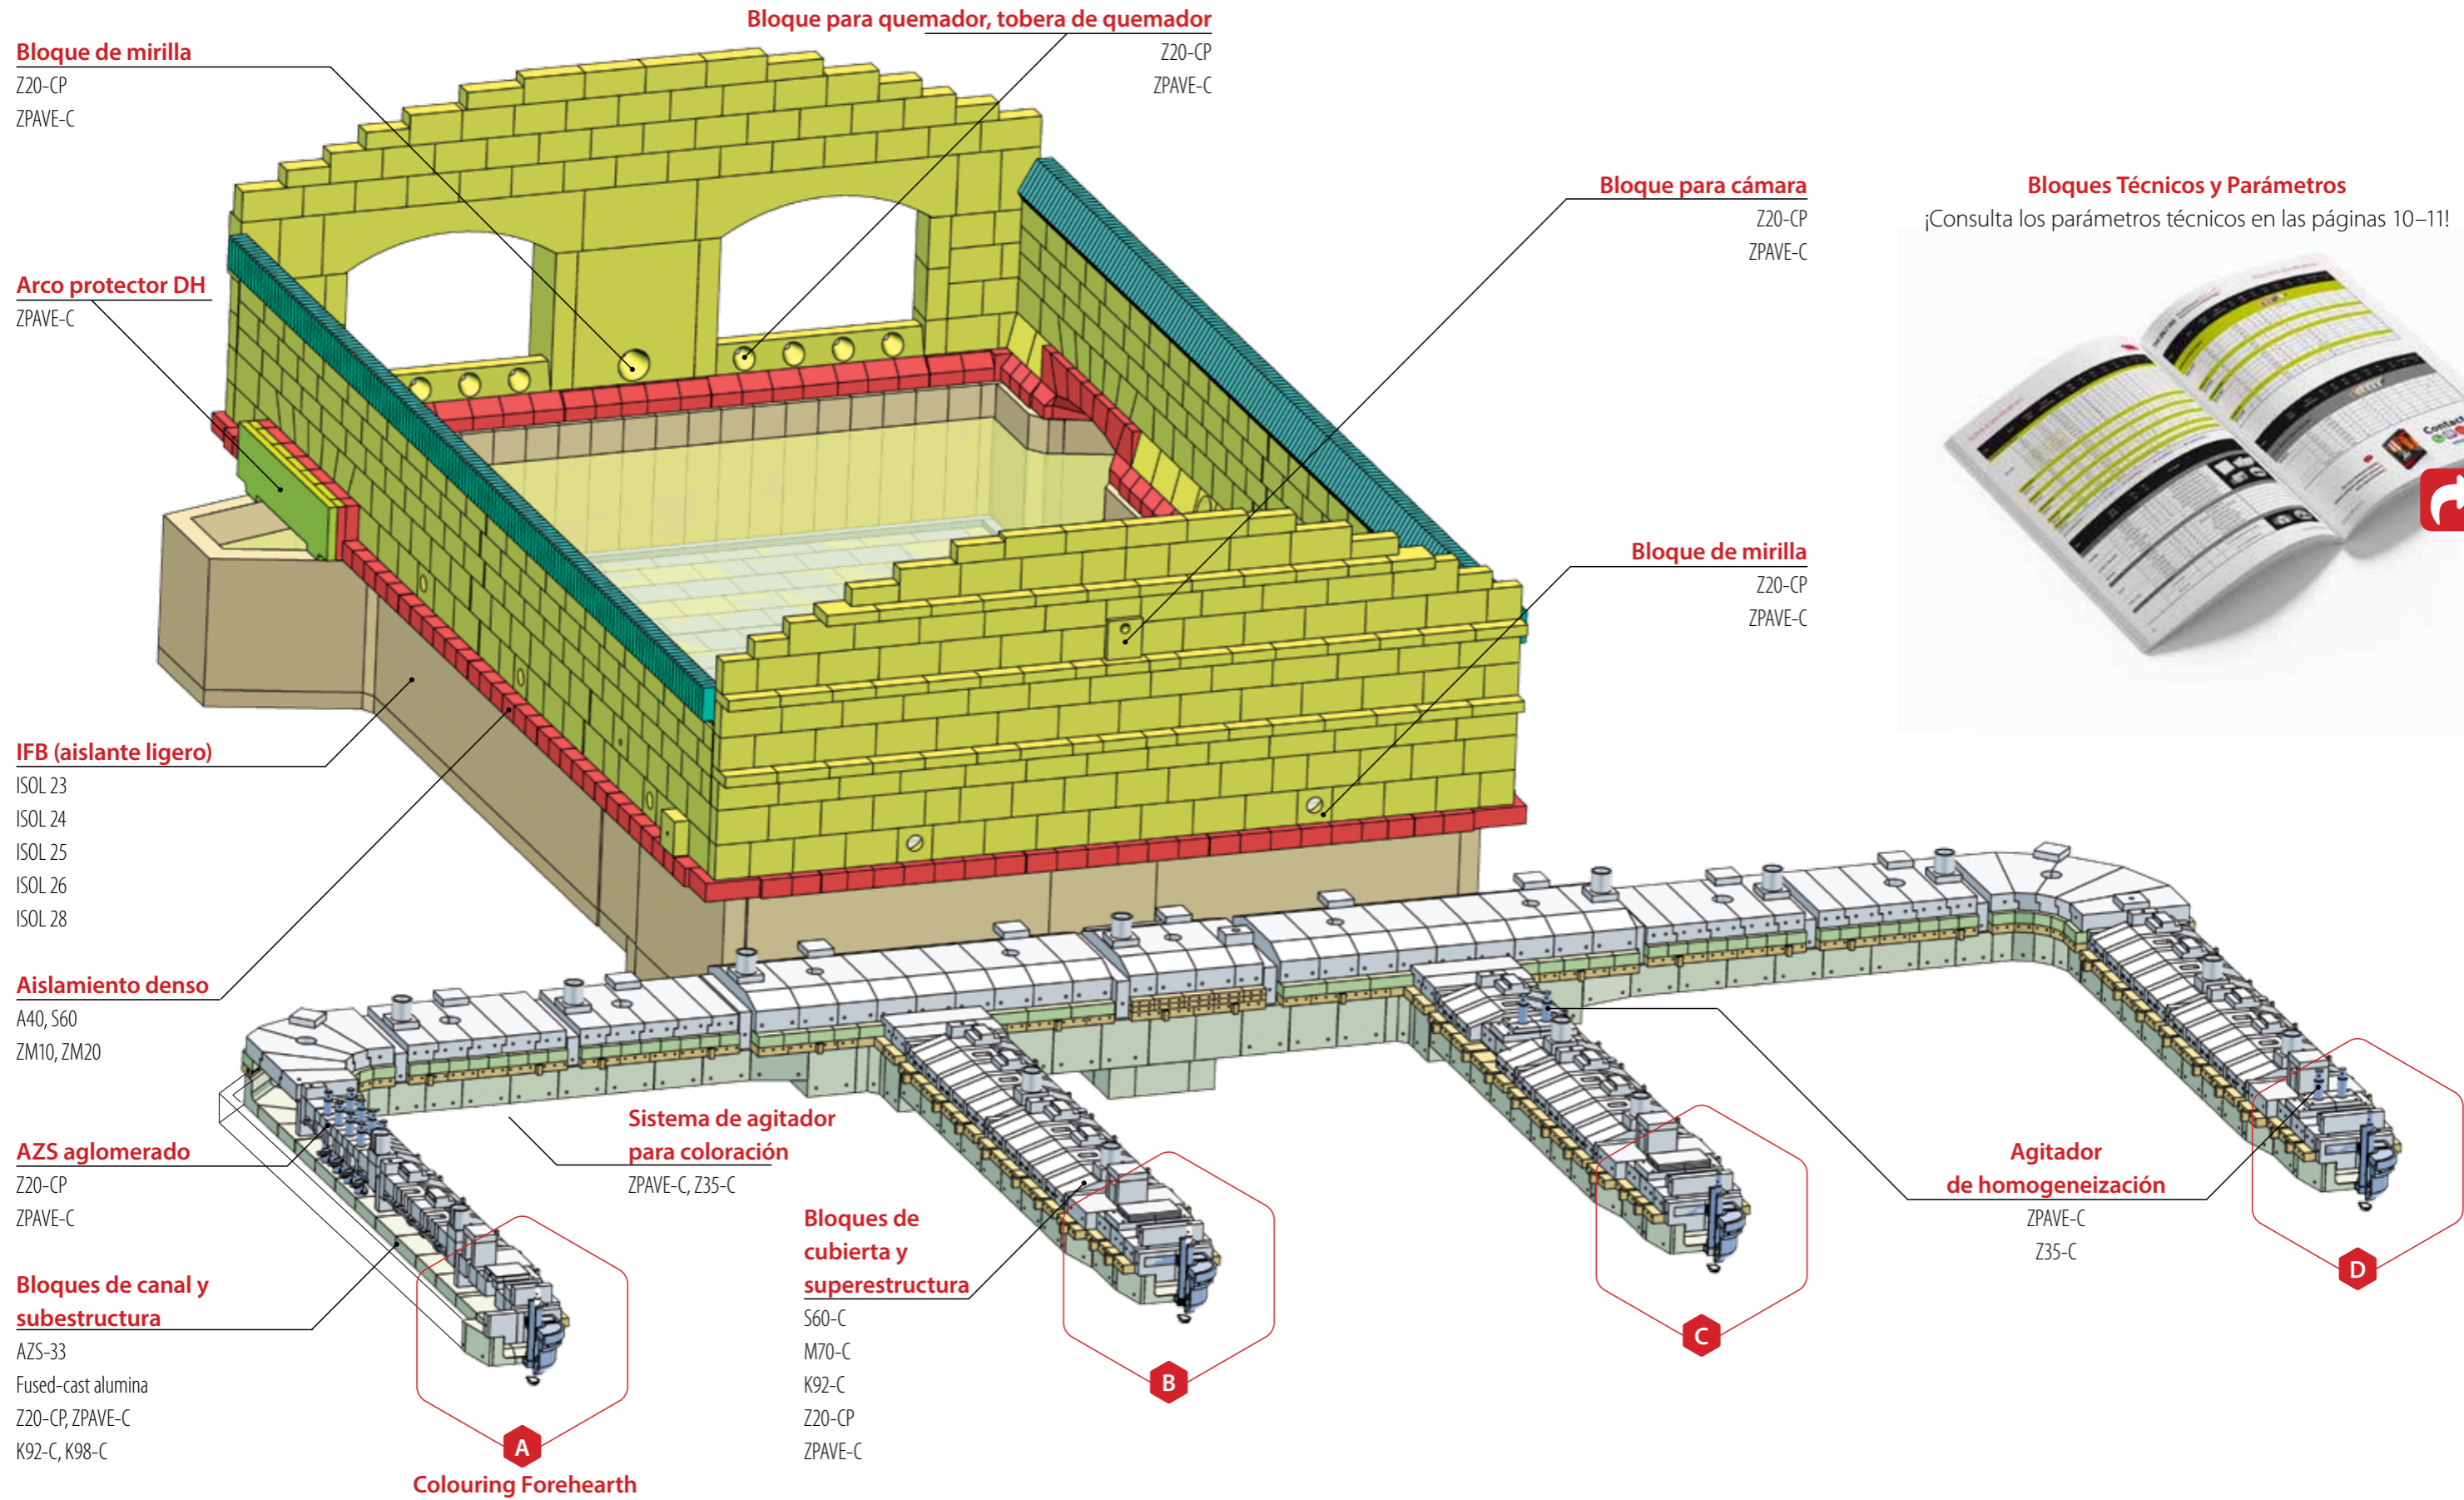 Bloque para quemador, tobera de quemador
Z20-CP
ZPAVE-C
Bloque de mirilla
Z20-CP
ZPAVE-C
Bloque para cámara
Z20-CP
ZPAVE-C
Bloques Técnicos y Parámetros
¡Consulta los parámetros técnicos en las páginas 10–11!
Arco protector DH
ZPAVE-C
Bloque de mirilla
Z20-CP
ZPAVE-C
IFB (aislante ligero)
ISOL 23
ISOL 24
ISOL 25
ISOL 26
ISOL 28
Aislamiento denso
A40, S60
ZM10, ZM20
AZS aglomerado
Z20-CP
ZPAVE-C
Bloques de canal y
subestructura
AZS-33
Fused-cast alumina
Z20-CP, ZPAVE-C
K92-C, K98-C
Sistema de agitador
para coloración
ZPAVE-C, Z35-C
Bloques de
cubierta y
superestructura
S60-C
M70-C
K92-C
Z20-CP
ZPAVE-C
Agitador
de homogeneización
ZPAVE-C
Z35-C
A
Colouring Forehearth
B
C
D